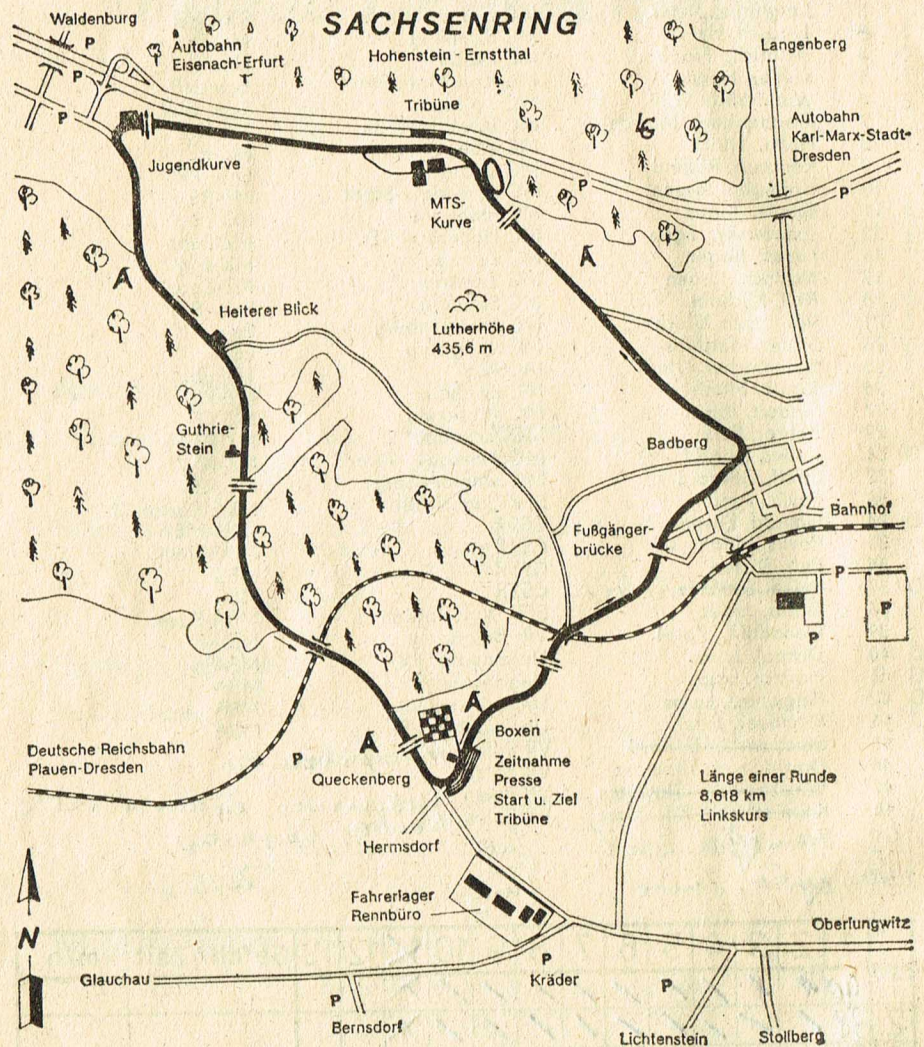 SACHSENRING
Waldenburg
P
Autobahn
Eisenach-Erfurt
Hohenstein - Ernstthal
Langenberg
P
P
Tribüne
Autobahn
Karl-Marx-Stadt-
Dresden
Jugendkurve
P
P
MTS-
Kurve
A
A
Heiterer Blick
Lutherhöhe
435,6 m
Guthrie-
Stein
Badberg
Bahnhof
Fußgänger-
brücke
P
P
P
A
A
Boxen
Deutsche Reichsbahn
Plauen-Dresden
P
Queckenberg
Zeitnahme
Presse
Start u. Ziel
Tribüne
Länge einer Runde
8,618 km
Linkskurs
Hermsdorf
Fahrerlager
Rennbüro
N
Oberlungwitz
Glauchau
P
Kräder
P
P
Bernsdorf
Lichtenstein
Stollberg